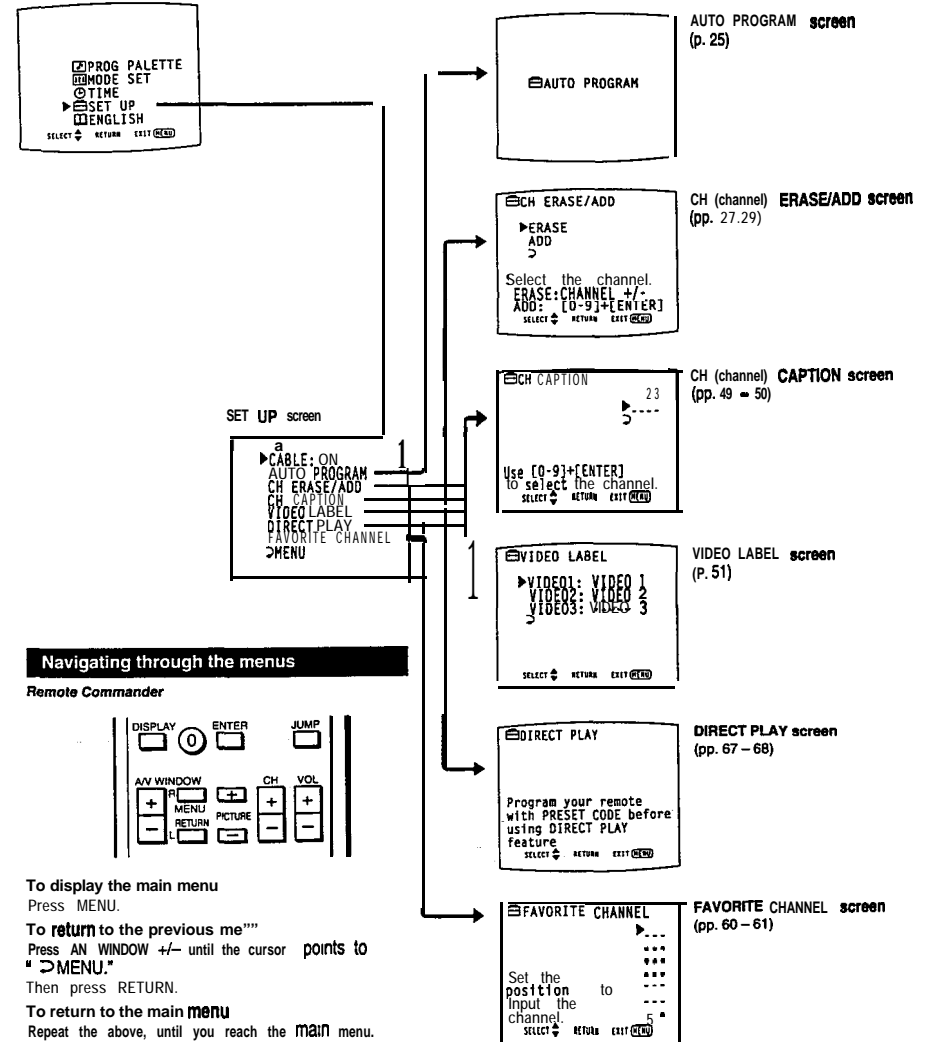 PROG PALETTE
MODE SET
TIME
▶SET UP
ENGLISH
SELECT RETURN EXIT MENU
AUTO PROGRAM
AUTO PROGRAM screen
(p. 25)
CH ERASE/ADD
▶ERASE
ADD
Select the channel.
ERASE:CHANNEL +/-
ADD: [0-9]+[ENTER]
SELECT RETURN EXIT MENU
CH (channel) ERASE/ADD screen
(pp. 27.29)
CH CAPTION
23
▶----
Use [0-9]+[ENTER]
to select the channel.
SELECT RETURN EXIT MENU
CH (channel) CAPTION screen
(pp. 49 – 50)
SET UP screen
a
▶CABLE: ON
AUTO PROGRAM
CH ERASE/ADD
CH CAPTION
VIDEO LABEL
DIRECT PLAY
FAVORITE CHANNEL
⊃MENU
1
1
VIDEO LABEL
▶VIDEO1: VIDEO 1
VIDEO2: VIDEO 2
VIDEO3: VIDEO 3
SELECT RETURN EXIT MENU
VIDEO LABEL screen
(P. 51)
DIRECT PLAY
Program your remote
with PRESET CODE before
using DIRECT PLAY
feature
SELECT RETURN EXIT MENU
DIRECT PLAY screen
(pp. 67 – 68)
FAVORITE CHANNEL
▶---
---
---
---
Set the
position to
Input the
channel. 5
SELECT RETURN EXIT MENU
FAVORITE CHANNEL screen
(pp. 60 – 61)
Navigating through the menus
Remote Commander
DISPLAY 0 ENTER JUMP
A/V WINDOW CH VOL
R + + + +
MENU
RETURN PICTURE
L – – – –
To display the main menu
Press MENU.
To return to the previous me""
Press AN WINDOW +/– until the cursor points to
" ⊃MENU."
Then press RETURN.
To return to the main menu
Repeat the above, until you reach the main menu.